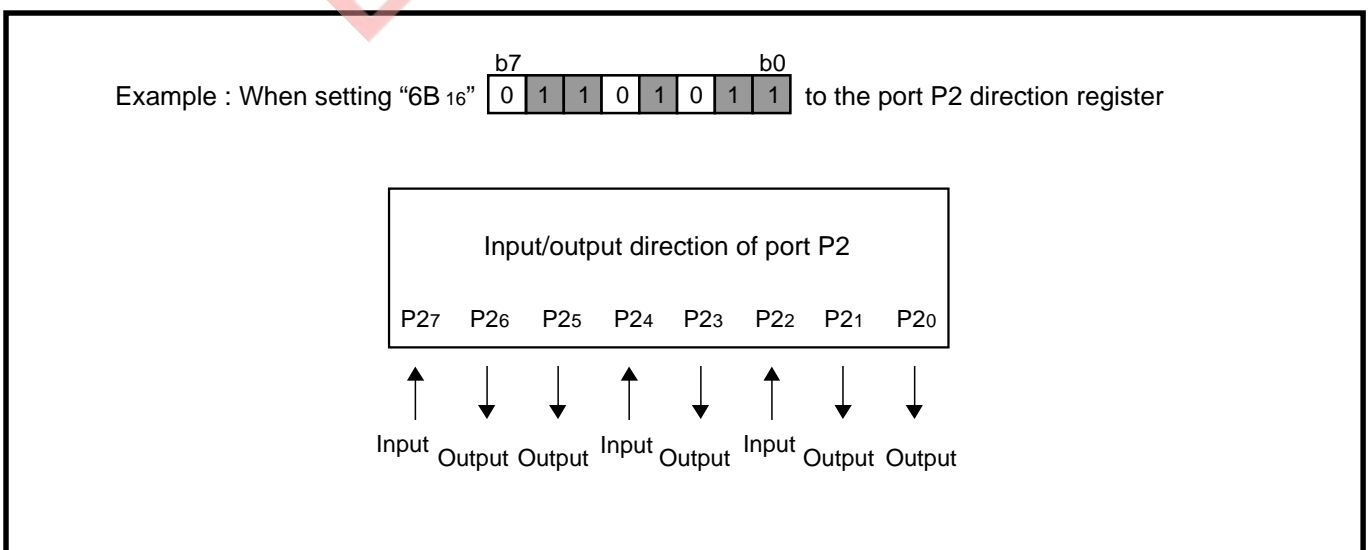 b7 b0
Example : When setting “6B 16” 0 1 1 0 1 0 1 1 to the port P2 direction register
Input/output direction of port P2
P27 P26 P25 P24 P23 P22 P21 P20
Input Output Output Input Output Input Output Output